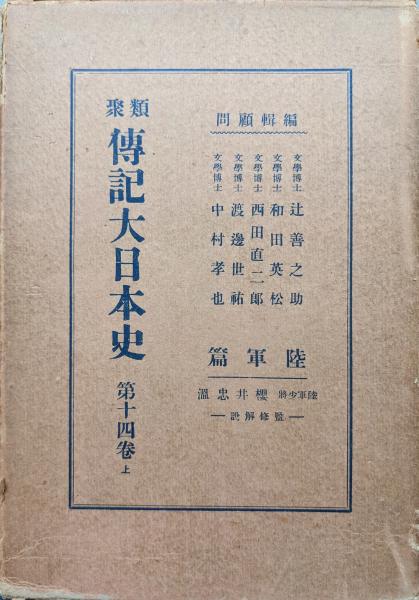 編輯顧問
文學博士 辻善之助
文學博士 和田英松
文學博士 西田直二郎
文學博士 渡邊世祐
文學博士 中村孝也
陸軍篇
陸軍少將 櫻井忠溫
監修解說
類聚
傳記大日本史
第十四卷上